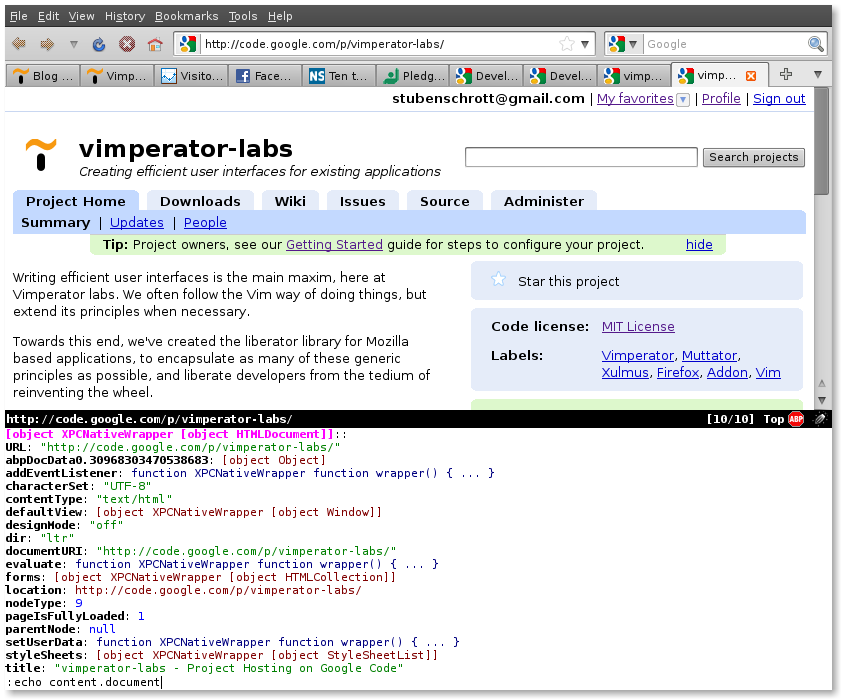 File Edit View History Bookmarks Tools Help
http://code.google.com/p/vimperator-labs/ Google
Blog ... Vimp... Visito... Face... NS Ten t... Pledg... Devel... Devel... vimp... vimp...
stubenschrott@gmail.com | My favorites | Profile | Sign out
vimperator-labs
Creating efficient user interfaces for existing applications
Search projects
Project Home Downloads Wiki Issues Source Administer
Summary | Updates | People
Tip: Project owners, see our Getting Started guide for steps to configure your project. hide
Writing efficient user interfaces is the main maxim, here at
Vimperator labs. We often follow the Vim way of doing things, but
extend its principles when necessary.
Towards this end, we've created the liberator library for Mozilla
based applications, to encapsulate as many of these generic
principles as possible, and liberate developers from the tedium of
reinventing the wheel.
Star this project
Code license: MIT License
Labels: Vimperator, Muttator,
Xulmus, Firefox, Addon, Vim
http://code.google.com/p/vimperator-labs/ [10/10] Top ABP
[object XPCNativeWrapper [object HTMLDocument]]::
URL: "http://code.google.com/p/vimperator-labs/"
abpDocData0.30968303470538683: [object Object]
addEventListener: function XPCNativeWrapper function wrapper() { ... }
characterSet: "UTF-8"
contentType: "text/html"
defaultView: [object XPCNativeWrapper [object Window]]
designMode: "off"
dir: "ltr"
documentURI: "http://code.google.com/p/vimperator-labs/"
evaluate: function XPCNativeWrapper function wrapper() { ... }
forms: [object XPCNativeWrapper [object HTMLCollection]]
location: http://code.google.com/p/vimperator-labs/
nodeType: 9
pageIsFullyLoaded: 1
parentNode: null
setUserData: function XPCNativeWrapper function wrapper() { ... }
styleSheets: [object XPCNativeWrapper [object StyleSheetList]]
title: "vimperator-labs - Project Hosting on Google Code"
:echo content.document